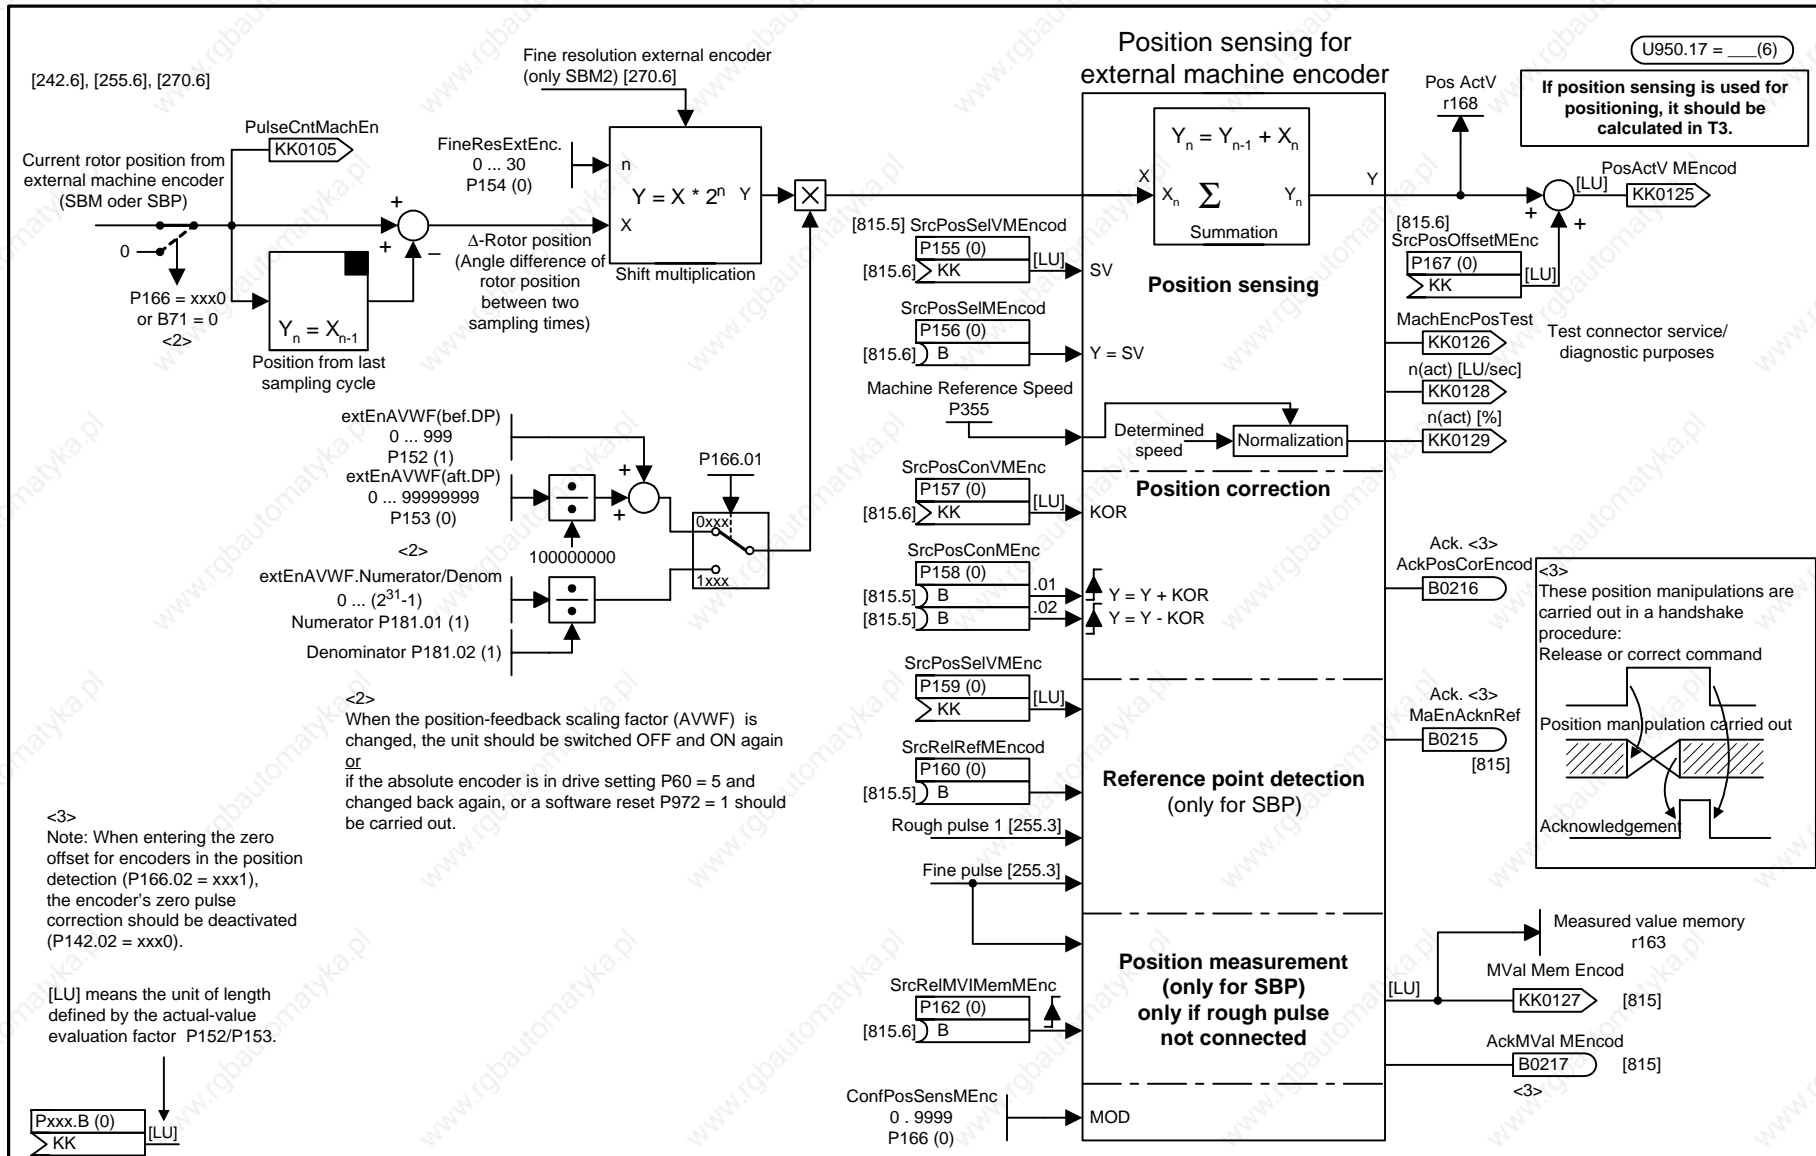 [242.6], [255.6], [270.6]
PulseCntMachEn
KK0105
Current rotor position from
external machine encoder
(SBM oder SBP)
0
P166 = xxx0
or B71 = 0
<2>
Yn = Xn-1
Position from last
sampling cycle
+
+
−
Δ-Rotor position
(Angle difference of
rotor position
between two
sampling times)
Fine resolution external encoder
(only SBM2) [270.6]
FineResExtEnc.
0 ... 30
P154 (0)
n
Y = X * 2^n
Y
X
Shift multiplication
X
extEnAVWF(bef.DP)
0 ... 999
P152 (1)
extEnAVWF(aft.DP)
0 ... 99999999
P153 (0)
<2>
100000000
+
+
÷
extEnAVWF.Numerator/Denom
0 ... (2^31-1)
Numerator P181.01 (1)
÷
Denominator P181.02 (1)
P166.01
0xxx
1xxx
<2>
When the position-feedback scaling factor (AVWF) is
changed, the unit should be switched OFF and ON again
or
if the absolute encoder is in drive setting P60 = 5 and
changed back again, or a software reset P972 = 1 should
be carried out.
<3>
Note: When entering the zero
offset for encoders in the position
detection (P166.02 = xxx1),
the encoder's zero pulse
correction should be deactivated
(P142.02 = xxx0).
[LU] means the unit of length
defined by the actual-value
evaluation factor P152/P153.
Pxxx.B (0)
KK
[LU]
Position sensing for
external machine encoder
Yn = Yn-1 + Xn
X
Xn
Σ
Yn
Y
Summation
Position sensing
[815.5] SrcPosSelVMEncod
P155 (0)
[LU]
[815.6] KK
SV
SrcPosSelMEncod
P156 (0)
[815.6] B
Y = SV
Machine Reference Speed
P355
Determined
speed
Normalization
Position correction
SrcPosConVMEnc
P157 (0)
[LU]
[815.6] KK
KOR
SrcPosConMEnc
P158 (0)
[815.5] B
.01
Y = Y + KOR
[815.5] B
.02
Y = Y - KOR
SrcPosSelVMEnc
P159 (0)
[LU]
KK
SrcRelRefMEncod
P160 (0)
[815.5] B
Reference point detection
(only for SBP)
Rough pulse 1 [255.3]
Fine pulse [255.3]
Position measurement
(only for SBP)
only if rough pulse
not connected
SrcRelMVlMemMEnc
P162 (0)
[815.6] B
ConfPosSensMEnc
0 . 9999
P166 (0)
MOD
U950.17 = ___(6)
If position sensing is used for
positioning, it should be
calculated in T3.
Pos ActV
r168
PosActV MEncod
[LU]
KK0125
+
+
[815.6]
SrcPosOffsetMEnc
P167 (0)
[LU]
KK
MachEncPosTest
KK0126
Test connector service/
diagnostic purposes
n(act) [LU/sec]
KK0128
n(act) [%]
KK0129
Ack. <3>
AckPosCorEncod
B0216
Ack. <3>
MaEnAcknRef
B0215
[815]
<3>
These position manipulations are
carried out in a handshake
procedure:
Release or correct command
Position manipulation carried out
Acknowledgement
Measured value memory
r163
MVal Mem Encod
[LU]
KK0127
[815]
AckMVal MEncod
B0217
[815]
<3>
www.rgbautomatyka.pl